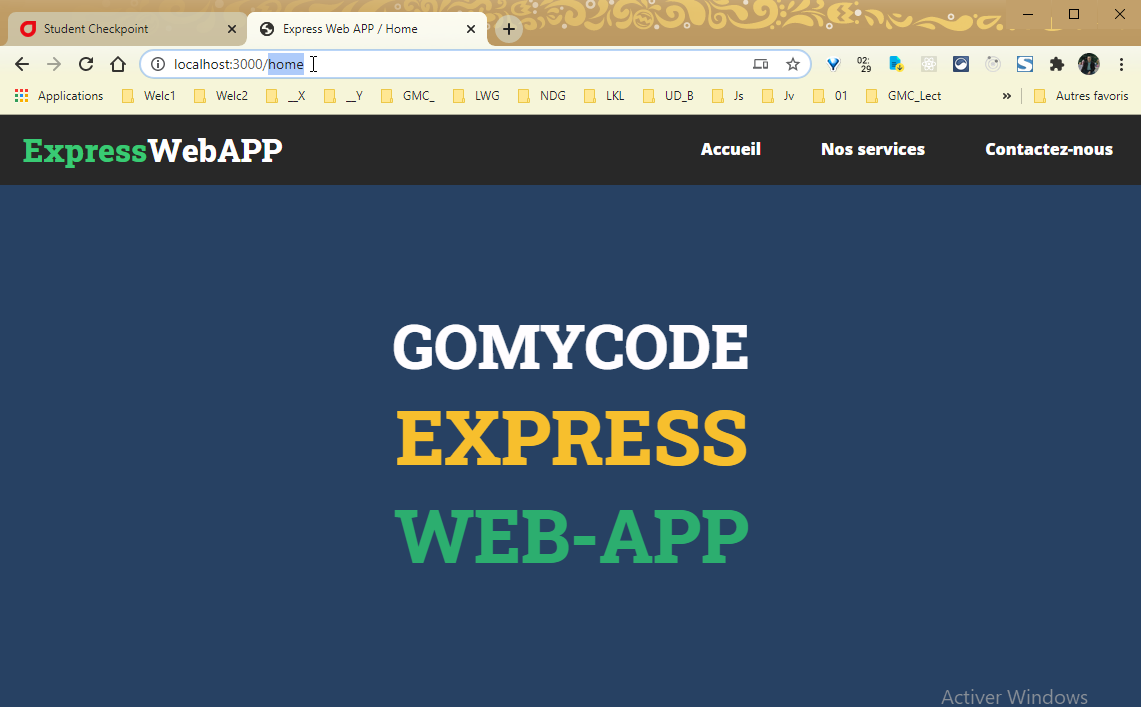 Student Checkpoint
Express Web APP / Home
localhost:3000/home
02:
29
Applications Welc1 Welc2 __X __Y GMC_ LWG NDG LKL UD_B Js Jv 01 GMC_Lect » Autres favoris
ExpressWebAPP Accueil Nos services Contactez-nous
GOMYCODE
EXPRESS
WEB-APP
Activer Windows